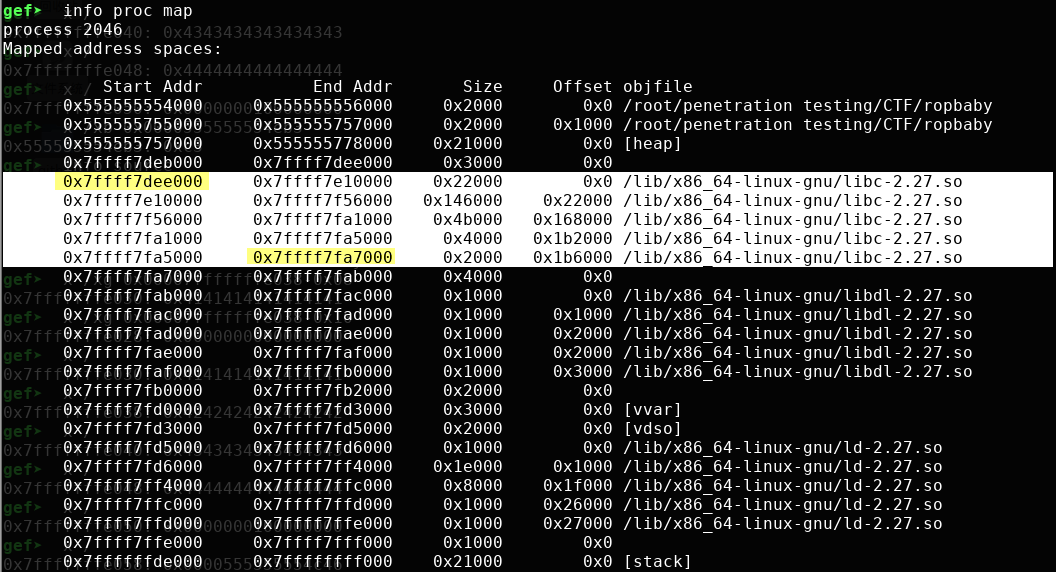 gef➤  info proc map
process 2046
Mapped address spaces:
Start Addr End Addr Size Offset objfile
0x555555554000 0x555555556000 0x2000 0x0 /root/penetration testing/CTF/ropbaby
0x555555755000 0x555555757000 0x2000 0x1000 /root/penetration testing/CTF/ropbaby
0x555555757000 0x555555778000 0x21000 0x0 [heap]
0x7ffff7deb000 0x7ffff7dee000 0x3000 0x0
0x7ffff7dee000 0x7ffff7e10000 0x22000 0x0 /lib/x86_64-linux-gnu/libc-2.27.so
0x7ffff7e10000 0x7ffff7f56000 0x146000 0x22000 /lib/x86_64-linux-gnu/libc-2.27.so
0x7ffff7f56000 0x7ffff7fa1000 0x4b000 0x168000 /lib/x86_64-linux-gnu/libc-2.27.so
0x7ffff7fa1000 0x7ffff7fa5000 0x4000 0x1b2000 /lib/x86_64-linux-gnu/libc-2.27.so
0x7ffff7fa5000 0x7ffff7fa7000 0x2000 0x1b6000 /lib/x86_64-linux-gnu/libc-2.27.so
0x7ffff7fa7000 0x7ffff7fab000 0x4000 0x0
0x7ffff7fab000 0x7ffff7fac000 0x1000 0x0 /lib/x86_64-linux-gnu/libdl-2.27.so
0x7ffff7fac000 0x7ffff7fad000 0x1000 0x1000 /lib/x86_64-linux-gnu/libdl-2.27.so
0x7ffff7fad000 0x7ffff7fae000 0x1000 0x2000 /lib/x86_64-linux-gnu/libdl-2.27.so
0x7ffff7fae000 0x7ffff7faf000 0x1000 0x2000 /lib/x86_64-linux-gnu/libdl-2.27.so
0x7ffff7faf000 0x7ffff7fb0000 0x1000 0x3000 /lib/x86_64-linux-gnu/libdl-2.27.so
0x7ffff7fb0000 0x7ffff7fb2000 0x2000 0x0
0x7ffff7fd0000 0x7ffff7fd3000 0x3000 0x0 [vvar]
0x7ffff7fd3000 0x7ffff7fd5000 0x2000 0x0 [vdso]
0x7ffff7fd5000 0x7ffff7fd6000 0x1000 0x0 /lib/x86_64-linux-gnu/ld-2.27.so
0x7ffff7fd6000 0x7ffff7ff4000 0x1e000 0x1000 /lib/x86_64-linux-gnu/ld-2.27.so
0x7ffff7ff4000 0x7ffff7ffc000 0x8000 0x1f000 /lib/x86_64-linux-gnu/ld-2.27.so
0x7ffff7ffc000 0x7ffff7ffd000 0x1000 0x26000 /lib/x86_64-linux-gnu/ld-2.27.so
0x7ffff7ffd000 0x7ffff7ffe000 0x1000 0x27000 /lib/x86_64-linux-gnu/ld-2.27.so
0x7ffff7ffe000 0x7ffff7fff000 0x1000 0x0
0x7ffffffde000 0x7ffffffff000 0x21000 0x0 [stack]